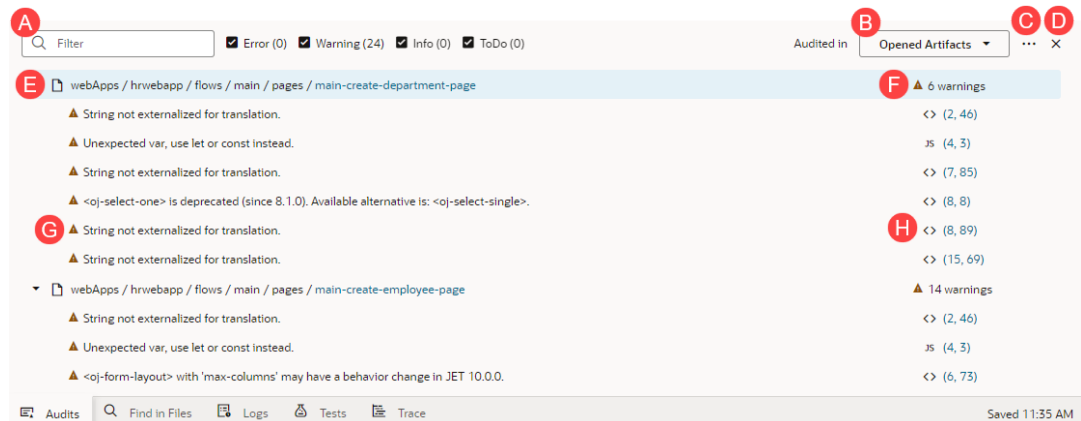 A B C D
Filter Error (0) Warning (24) Info (0) ToDo (0) Audited in Opened Artifacts
E webApps / hrwebapp / flows / main / pages / main-create-department-page F 6 warnings
String not externalized for translation. <> (2, 46)
Unexpected var, use let or const instead. JS (4, 3)
String not externalized for translation. <> (7, 85)
<oj-select-one> is deprecated (since 8.1.0). Available alternative is: <oj-select-single>. <> (8, 8)
G String not externalized for translation. H <> (8, 89)
String not externalized for translation. <> (15, 69)
webApps / hrwebapp / flows / main / pages / main-create-employee-page 14 warnings
String not externalized for translation. <> (2, 46)
Unexpected var, use let or const instead. JS (4, 3)
<oj-form-layout> with 'max-columns' may have a behavior change in JET 10.0.0. <> (6, 73)
Audits Find in Files Logs Tests Trace Saved 11:35 AM